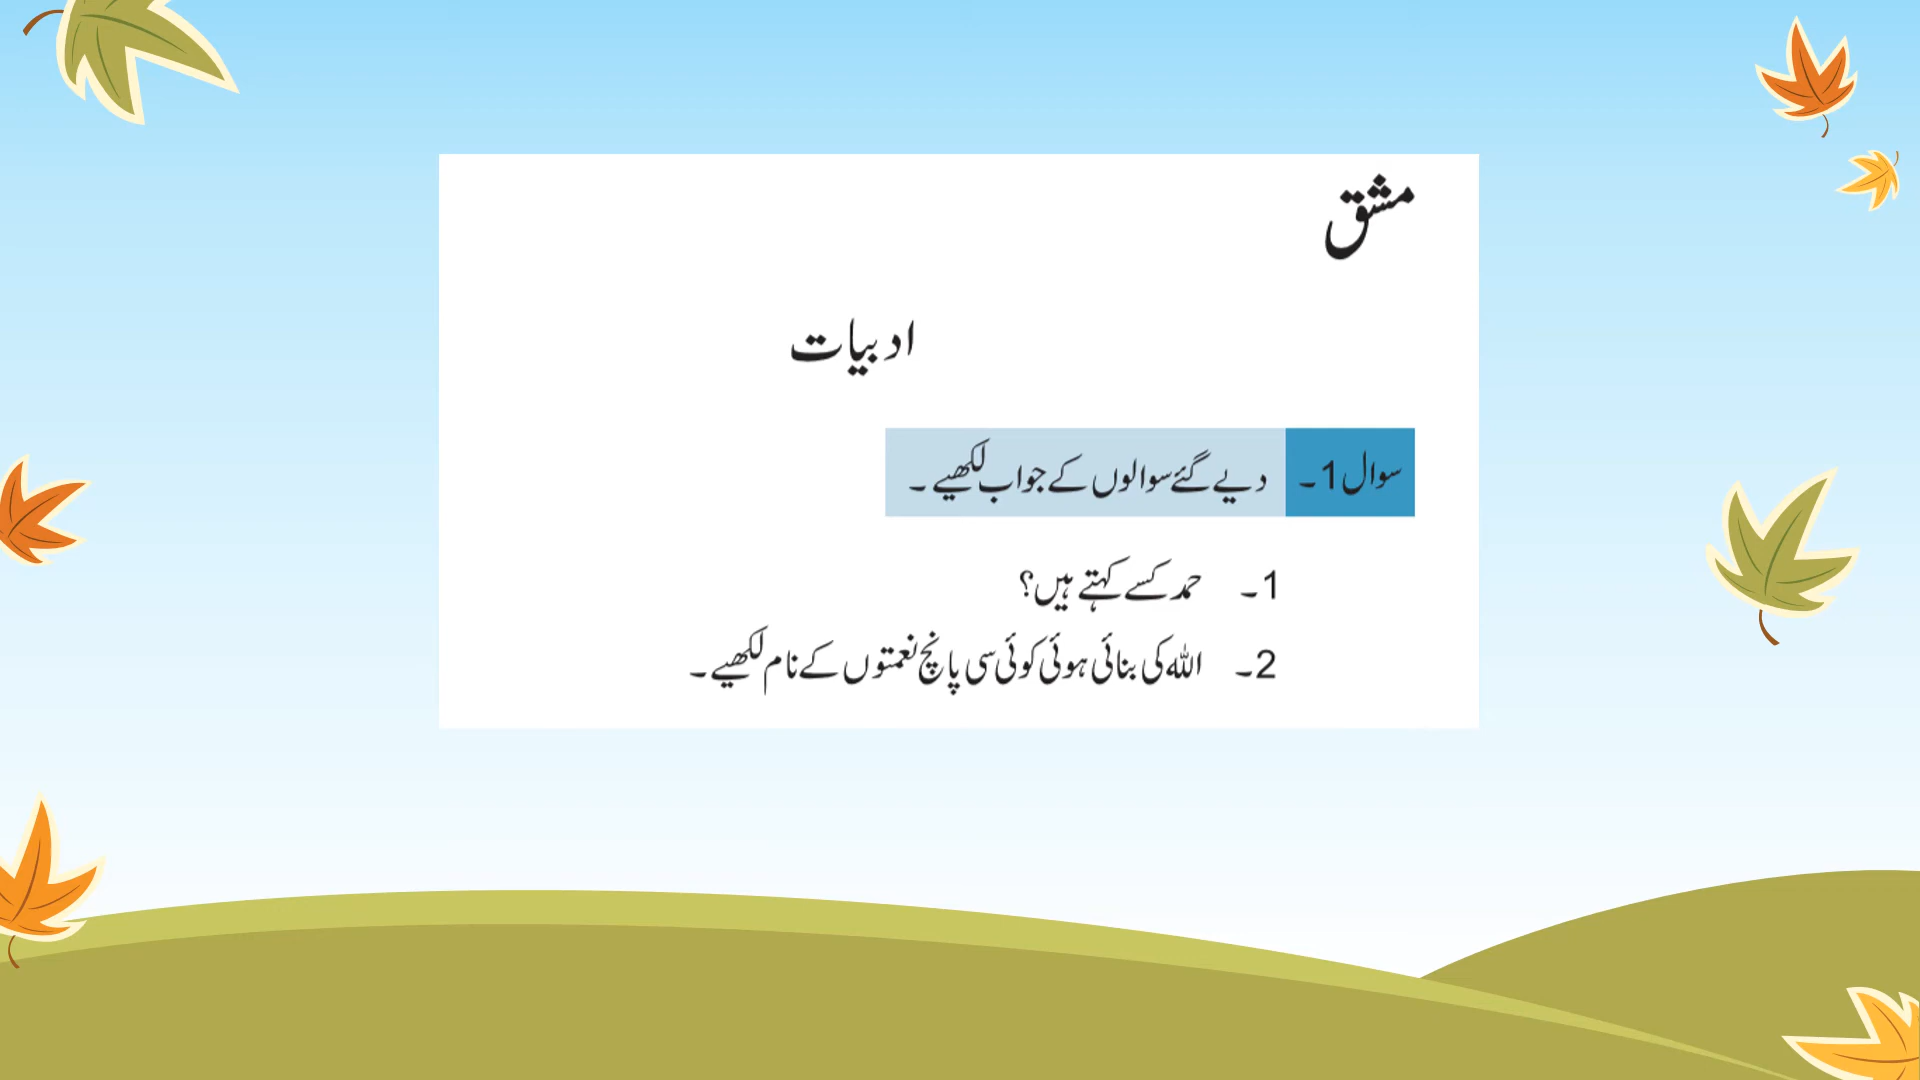 مشق
ادبیات
سوال 1۔ دیے گئے سوالوں کے جواب لکھیے۔
1۔ حمد کسے کہتے ہیں؟
2۔ اللہ کی بنائی ہوئی کوئی سی پانچ نعمتوں کے نام لکھیے۔